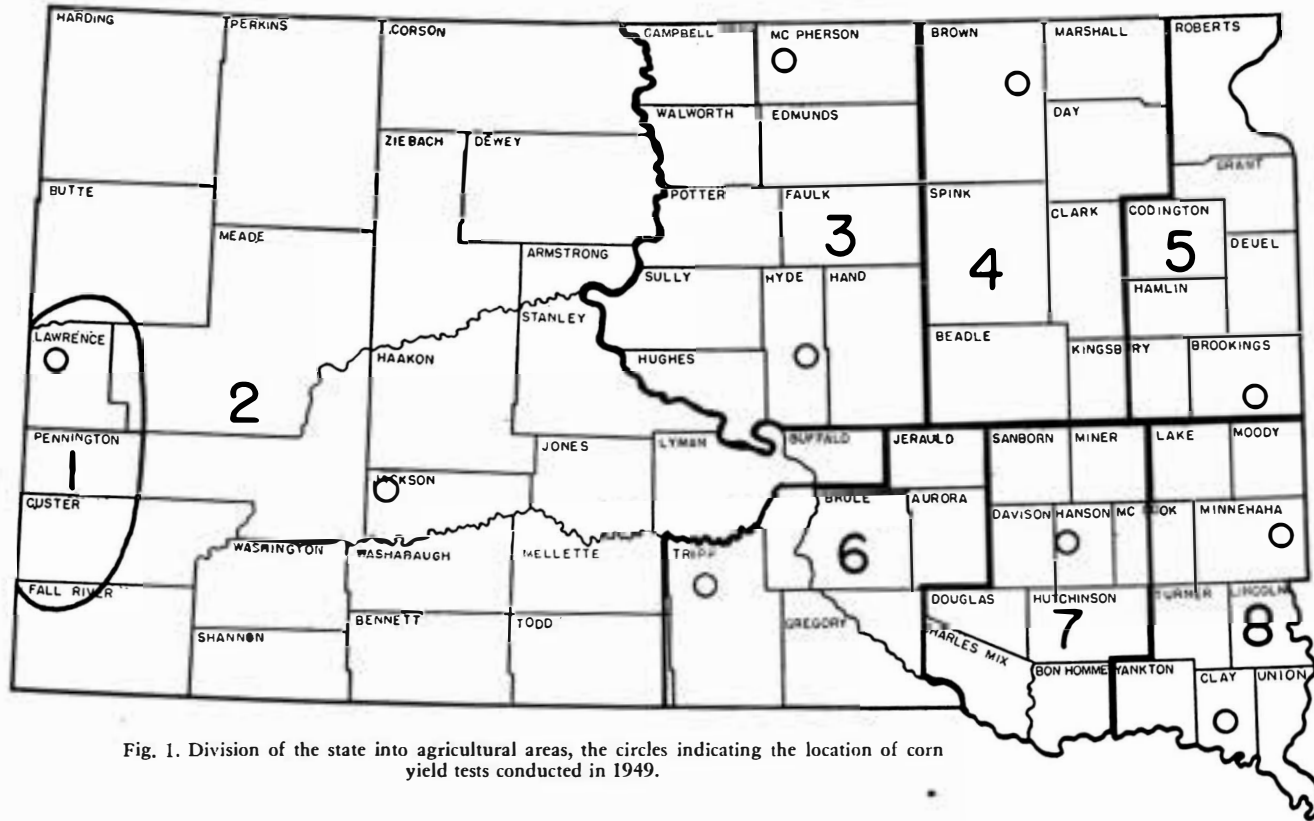 HARDING
PERKINS
CORSON
CAMPBELL
MC PHERSON
BROWN
MARSHALL
ROBERTS
WALWORTH
EDMUNDS
DAY
ZIEBACH
DEWEY
GRANT
BUTTE
POTTER
FAULK
SPINK
CLARK
CODINGTON
MEADE
3
4
5
DEUEL
ARMSTRONG
SULLY
HYDE
HAND
HAMLIN
STANLEY
LAWRENCE
BEADLE
KINGSBURY
BROOKINGS
HAAKON
HUGHES
2
PENNINGTON
JONES
LYMAN
BUFFALO
JERAULD
SANBORN
MINER
LAKE
MOODY
1
JACKSON
CUSTER
BRULE
AURORA
DAVISON
HANSON
MC OOK
MINNEHAHA
WASHINGTON
WASHABAUGH
MELLETTE
TRIPP
6
FALL RIVER
DOUGLAS
HUTCHINSON
TURNER
LINCOLN
BENNETT
TODD
GREGORY
7
8
SHANNON
CHARLES MIX
BON HOMME
YANKTON
CLAY
UNION
Fig. 1. Division of the state into agricultural areas, the circles indicating the location of corn
yield tests conducted in 1949.